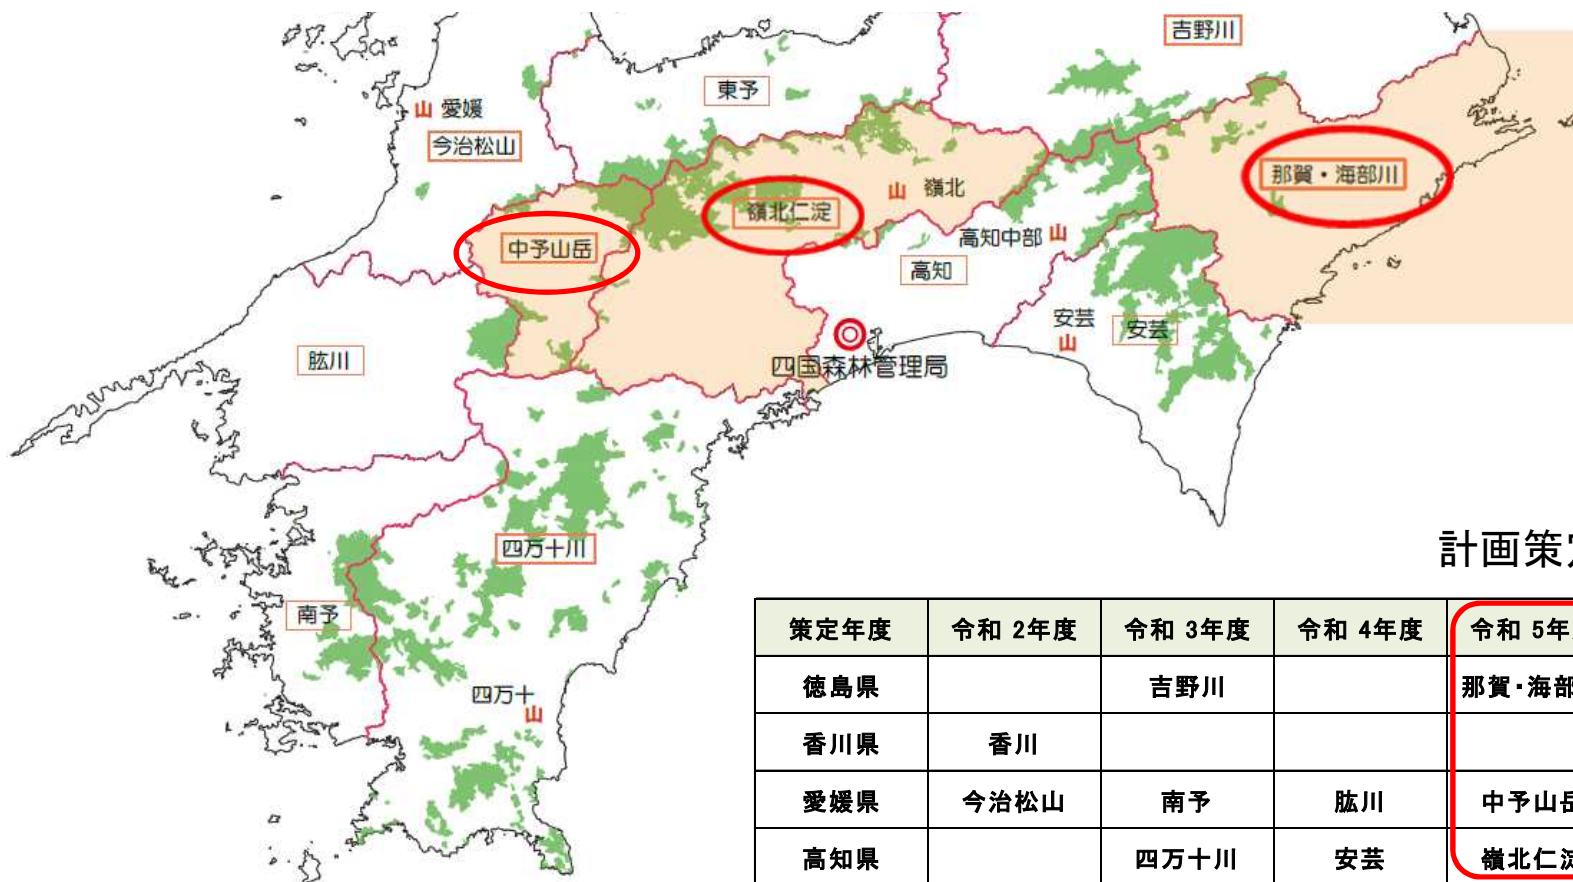 吉野川
東予
愛媛
今治松山
那賀・海部川
嶺北
嶺北仁淀
中予山岳
高知中部
高知
安芸
安芸
四国森林管理局
肱川
四万十川
南予
四万十
計画策定
策定年度 令和 2年度 令和 3年度 令和 4年度 令和 5年
徳島県 吉野川 那賀・海部
香川県 香川
愛媛県 今治松山 南予 肱川 中予山岳
高知県 四万十川 安芸 嶺北仁淀